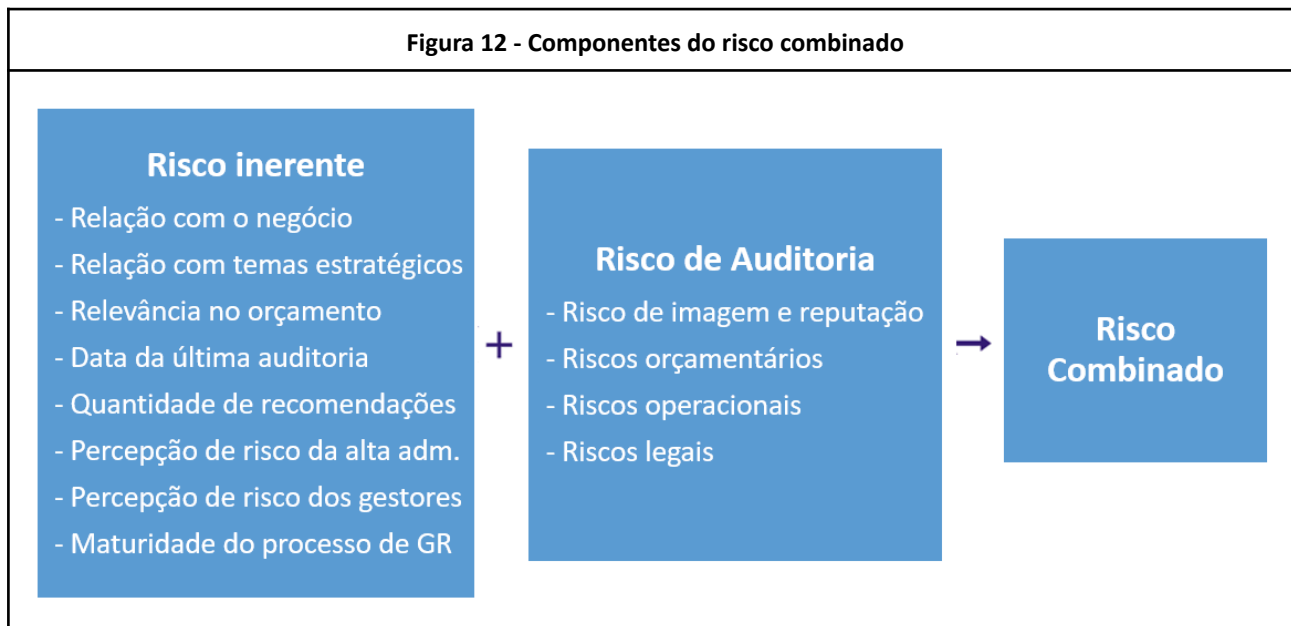 Figura 12 - Componentes do risco combinado
Risco inerente
- Relação com o negócio
- Relação com temas estratégicos
- Relevância no orçamento
- Data da última auditoria
- Quantidade de recomendações
- Percepção de risco da alta adm.
- Percepção de risco dos gestores
- Maturidade do processo de GR
+
Risco de Auditoria
- Risco de imagem e reputação
- Riscos orçamentários
- Riscos operacionais
- Riscos legais
→
Risco
Combinado